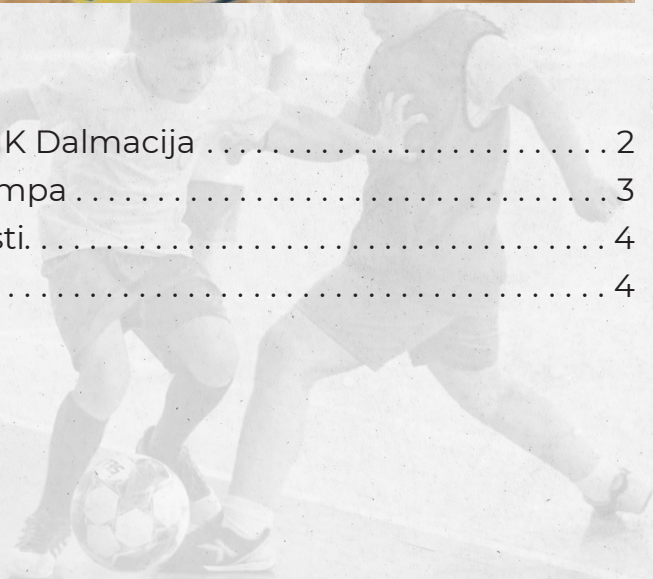 K Dalmacija . . . . . . . . . . . . . . . . . . . . . . . . . . . . . . 2
mpa . . . . . . . . . . . . . . . . . . . . . . . . . . . . . . . . . . . . . . . . 3
sti. . . . . . . . . . . . . . . . . . . . . . . . . . . . . . . . . . . . . . . . . . . 4
. . . . . . . . . . . . . . . . . . . . . . . . . . . . . . . . . . . . . . . . . . . . . 4